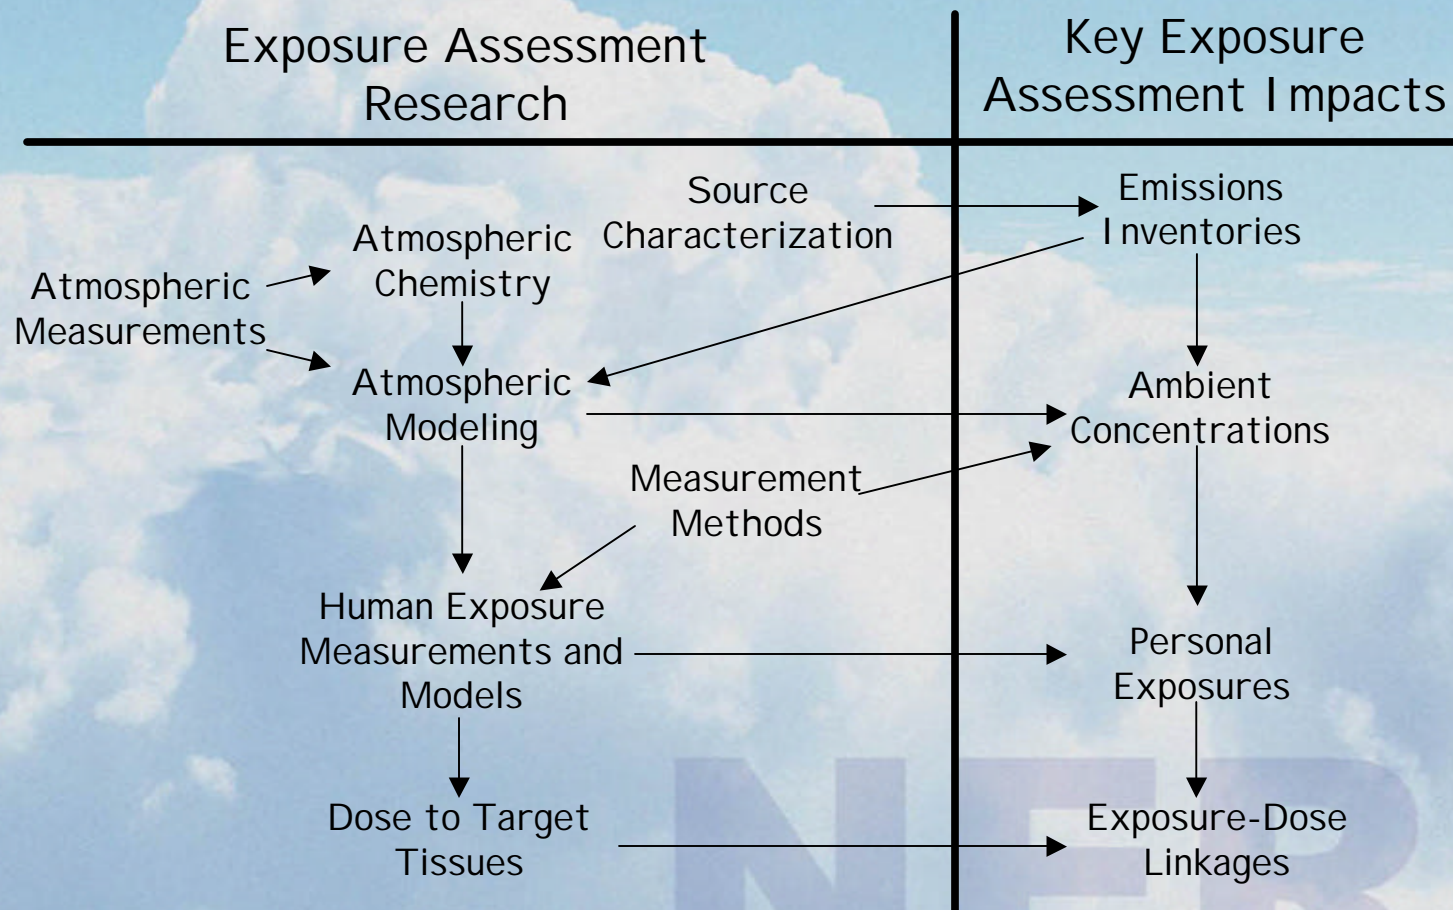 Exposure Assessment
Research
Key Exposure
Assessment Impacts
Source
Characterization
Emissions
Inventories
Atmospheric
Chemistry
Atmospheric
Measurements
Atmospheric
Modeling
Ambient
Concentrations
Measurement
Methods
Human Exposure
Measurements and
Models
Personal
Exposures
Dose to Target
Tissues
Exposure-Dose
Linkages
NER